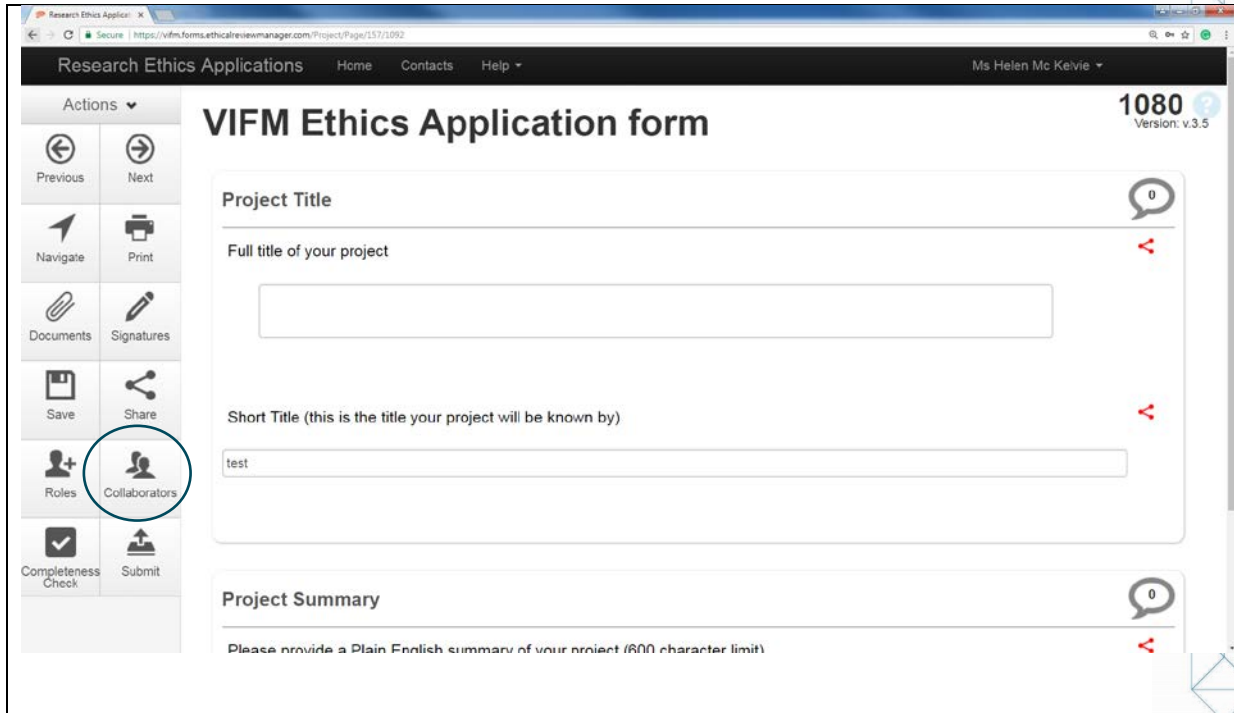 Research Ethics Applicati
Secure | https://vifm.forms.ethicalreviewmanager.com/Project/Page/157/1092
Research Ethics Applications Home Contacts Help Ms Helen Mc Kelvie
Actions
Previous Next
Navigate Print
Documents Signatures
Save Share
Roles Collaborators
Completeness Check Submit
VIFM Ethics Application form
1080
Version: v.3.5
Project Title
0
Full title of your project
Short Title (this is the title your project will be known by)
test
Project Summary
0
Please provide a Plain English summary of your project (600 character limit)